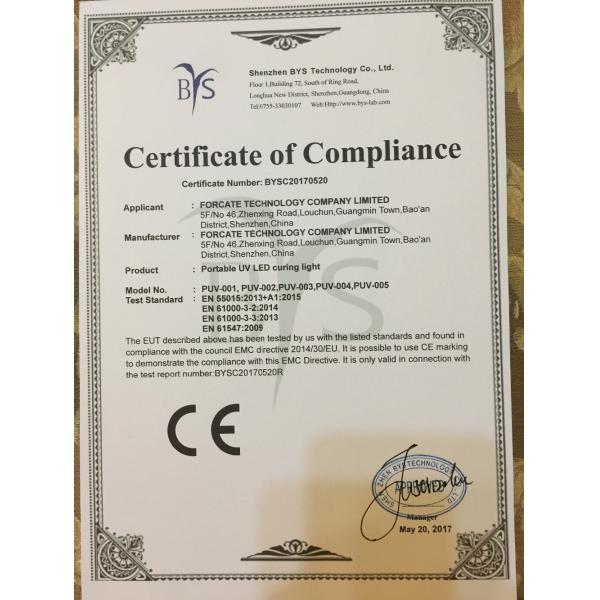 BYS
Shenzhen BYS Technology Co., Ltd.
Floor 1,Building 72, South of Ring Road,
Longhua New District, Shenzhen,Guangdong, China
Tel:0755-33030107 Web:Http://www.bys-lab.com
Certificate of Compliance
Certificate Number: BYSC20170520
Applicant : FORCATE TECHNOLOGY COMPANY LIMITED
5F/No 46,Zhenxing Road,Louchun,Guangmin Town,Bao'an
District,Shenzhen,China
Manufacturer : FORCATE TECHNOLOGY COMPANY LIMITED
5F/No 46,Zhenxing Road,Louchun,Guangmin Town,Bao'an
District,Shenzhen,China
Product : Portable UV LED curing light
Model No. : PUV-001, PUV-002,PUV-003,PUV-004,PUV-005
Test Standard : EN 55015:2013+A1:2015
EN 61000-3-2:2014
EN 61000-3-3:2013
EN 61547:2009
BYS
The EUT described above has been tested by us with the listed standards and found in
compliance with the council EMC directive 2014/30/EU. It is possible to use CE marking
to demonstrate the compliance with this EMC Directive. It is only valid in connection with
the test report number:BYSC20170520R
CE
SHEN ZHEN BYS TECHNOLOGY CO., LTD
APPROVED
Manager
May 20, 2017